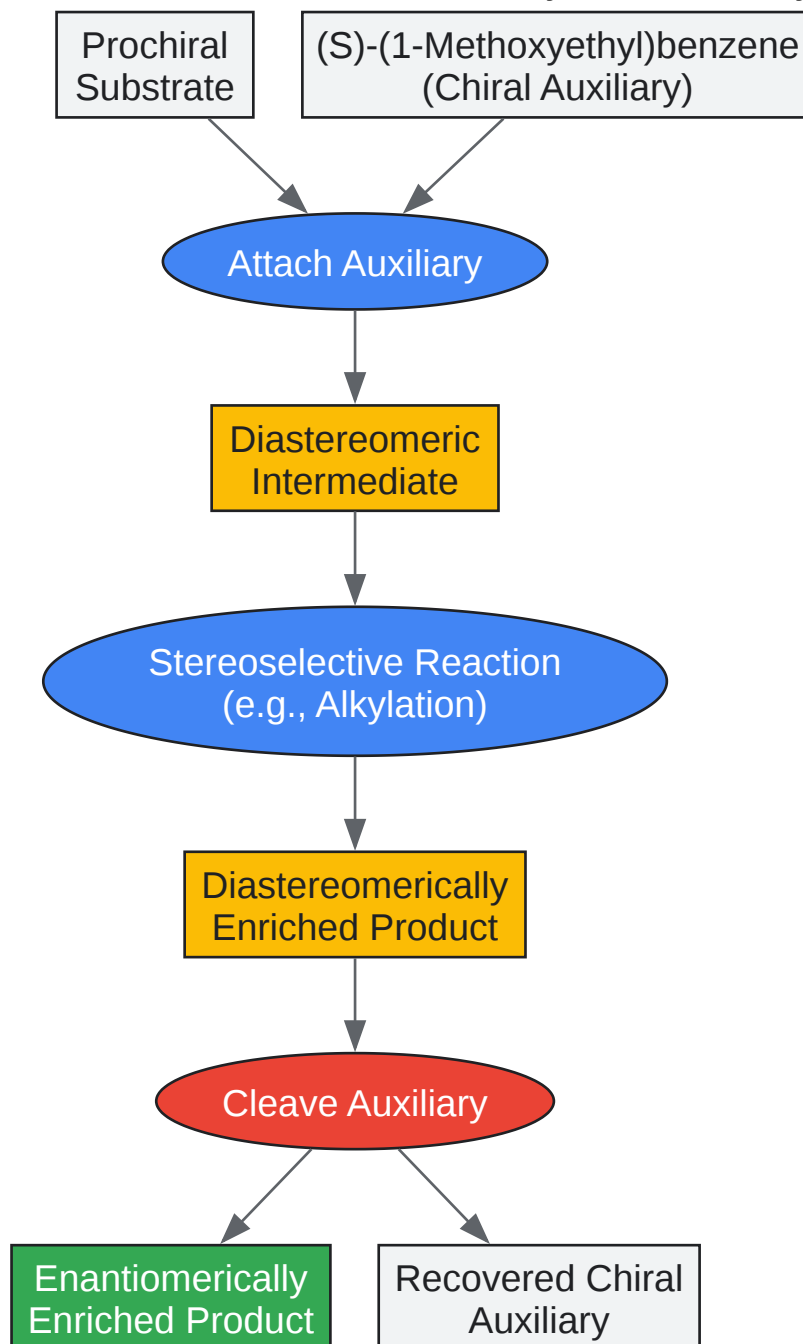 Prochiral
Substrate
(S)-(1-Methoxyethyl)benzene
(Chiral Auxiliary)
Attach Auxiliary
Diastereomeric
Intermediate
Stereoselective Reaction
(e.g., Alkylation)
Diastereomerically
Enriched Product
Cleave Auxiliary
Enantiomerically
Enriched Product
Recovered Chiral
Auxiliary